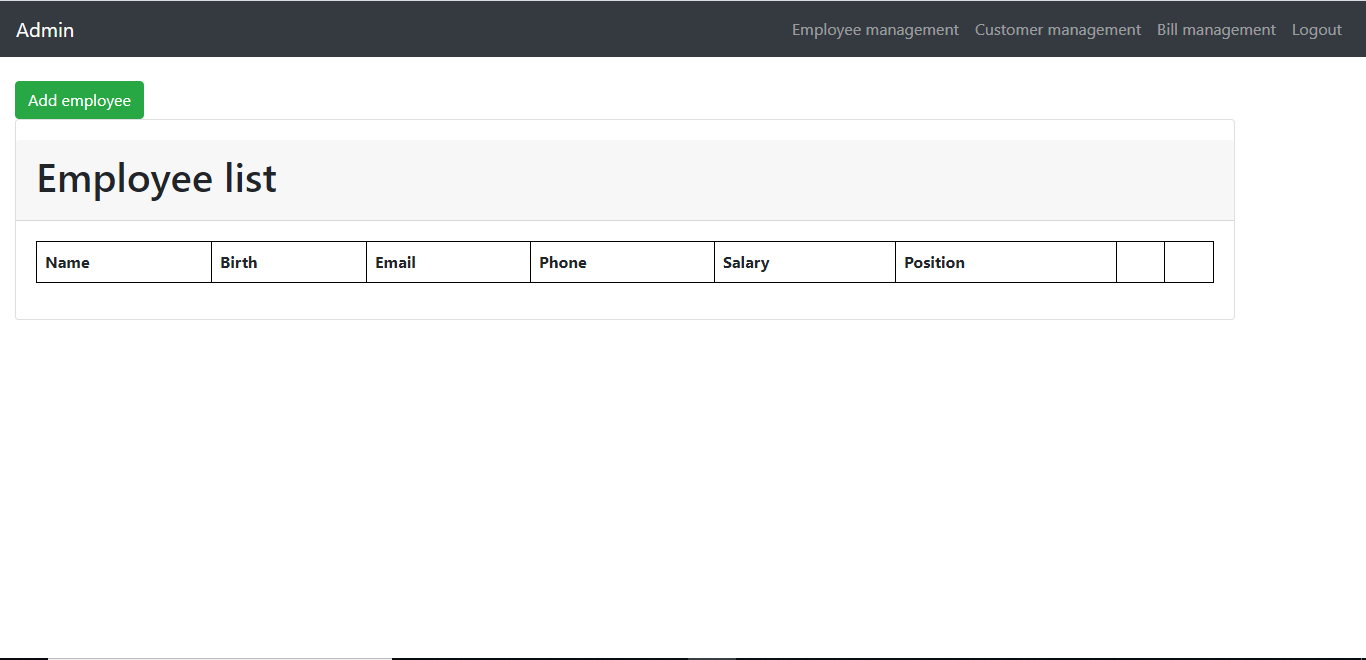 Admin Employee management Customer management Bill management Logout
Add employee
Employee list
Name Birth Email Phone Salary Position